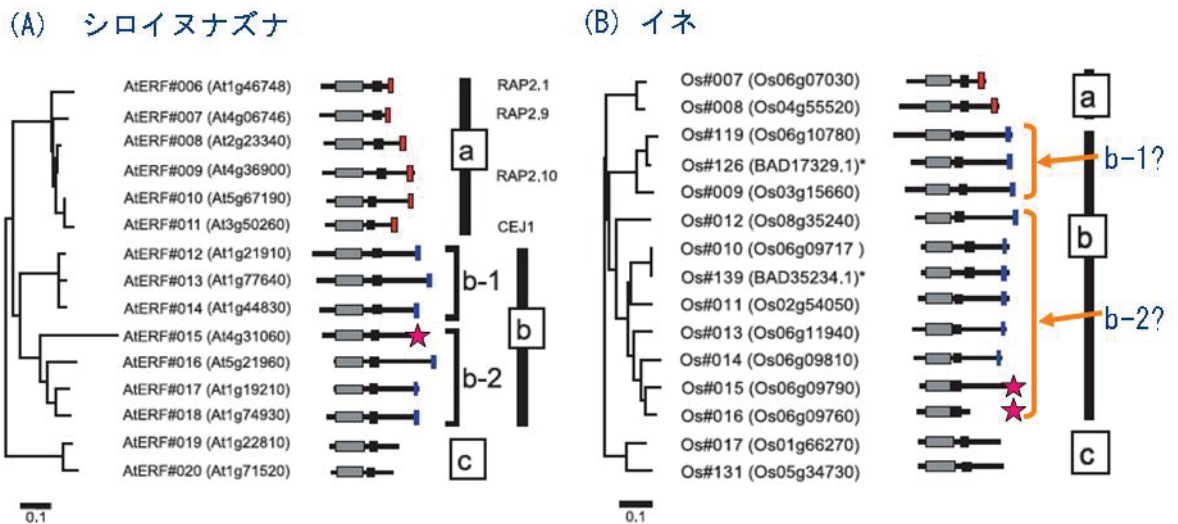 (A) シロイヌナズナ
AtERF#006 (At1g46748)
RAP2.1
AtERF#007 (At4g06746)
RAP2.9
AtERF#008 (At2g23340)
a
AtERF#009 (At4g36900)
RAP2.10
AtERF#010 (At5g67190)
AtERF#011 (At3g50260)
CEJ1
AtERF#012 (At1g21910)
AtERF#013 (At1g77640)
b-1
AtERF#014 (At1g44830)
b
AtERF#015 (At4g31060)
AtERF#016 (At5g21960)
b-2
AtERF#017 (At1g19210)
AtERF#018 (At1g74930)
AtERF#019 (At1g22810)
c
AtERF#020 (At1g71520)
0.1
(B) イネ
Os#007 (Os06g07030)
a
Os#008 (Os04g55520)
Os#119 (Os06g10780)
b-1?
Os#126 (BAD17329.1)*
Os#009 (Os03g15660)
Os#012 (Os08g35240)
b
Os#010 (Os06g09717 )
Os#139 (BAD35234.1)*
Os#011 (Os02g54050)
b-2?
Os#013 (Os06g11940)
Os#014 (Os06g09810)
Os#015 (Os06g09790)
Os#016 (Os06g09760)
Os#017 (Os01g66270)
c
Os#131 (Os05g34730)
0.1